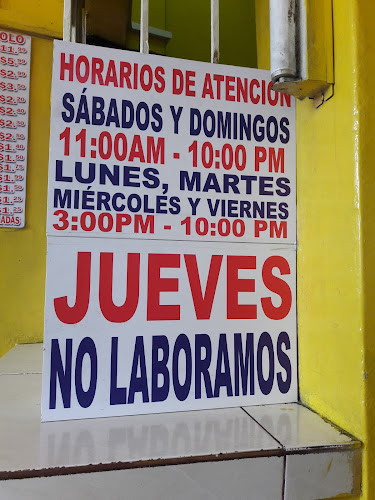 HORARIOS DE ATENCIÓN
SÁBADOS Y DOMINGOS
11:00AM - 10:00 PM
LUNES, MARTES
MIÉRCOLES Y VIERNES
3:00PM - 10:00 PM
JUEVES
NO LABORAMOS